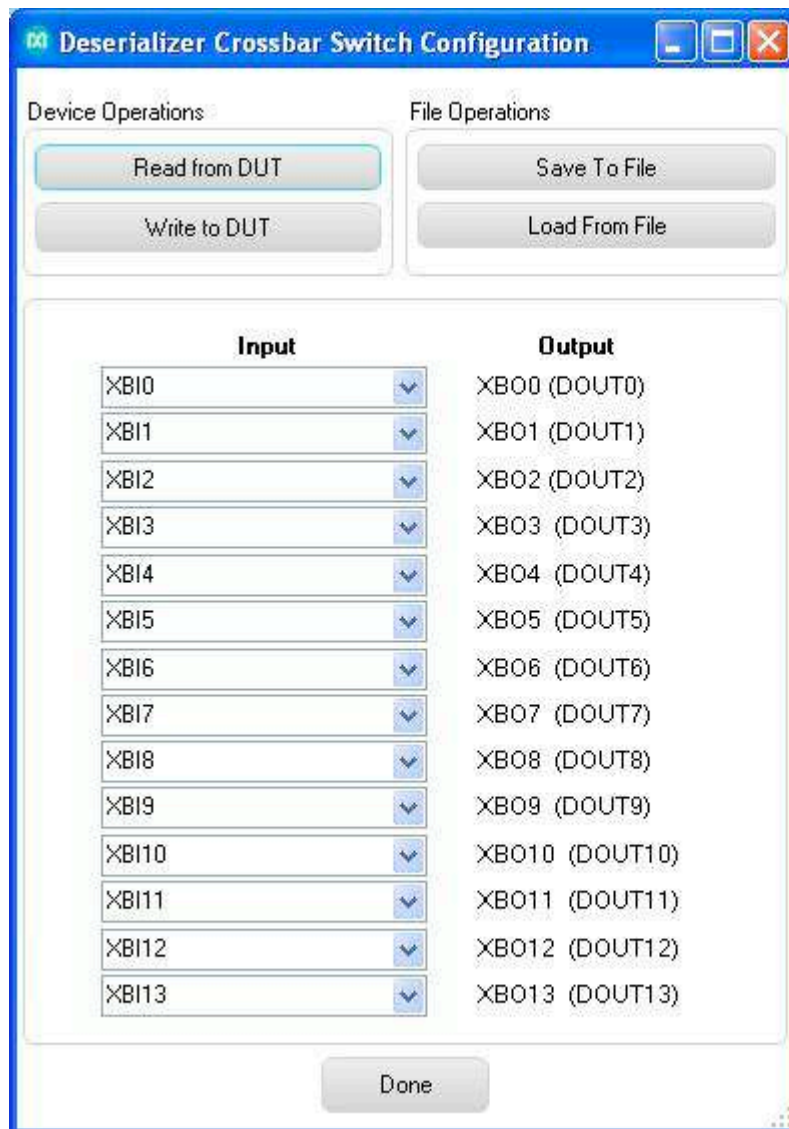 Deserializer Crossbar Switch Configuration
Device Operations
File Operations
Read from DUT
Save To File
Write to DUT
Load From File
Input Output
XBI0 XBO0 (DOUT0)
XBI1 XBO1 (DOUT1)
XBI2 XBO2 (DOUT2)
XBI3 XBO3 (DOUT3)
XBI4 XBO4 (DOUT4)
XBI5 XBO5 (DOUT5)
XBI6 XBO6 (DOUT6)
XBI7 XBO7 (DOUT7)
XBI8 XBO8 (DOUT8)
XBI9 XBO9 (DOUT9)
XBI10 XBO10 (DOUT10)
XBI11 XBO11 (DOUT11)
XBI12 XBO12 (DOUT12)
XBI13 XBO13 (DOUT13)
Done